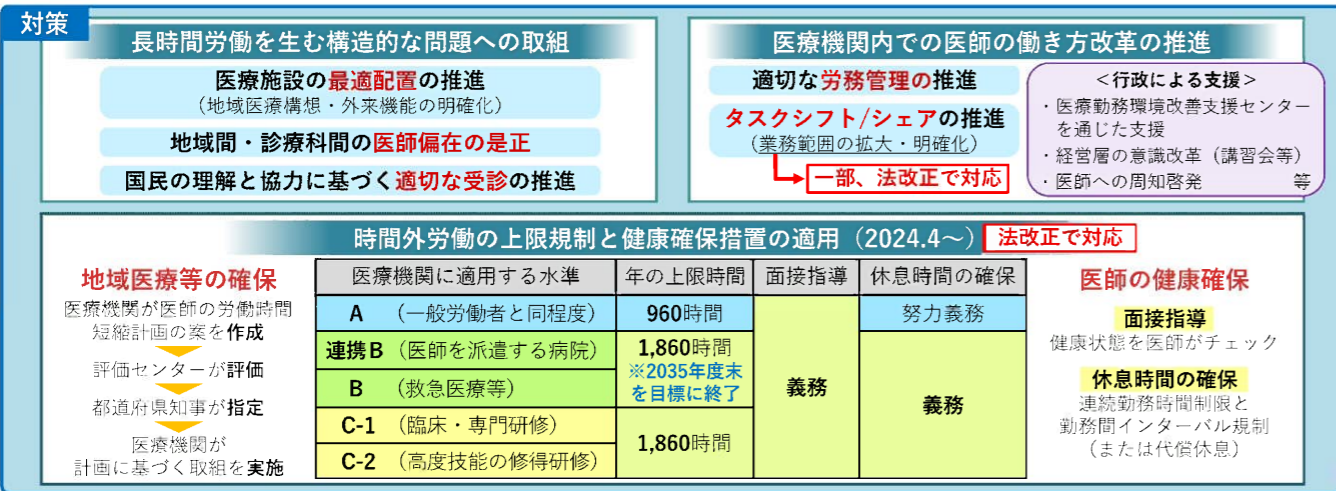 対策
長時間労働を生む構造的な問題への取組
医療施設の最適配置の推進
（地域医療構想・外来機能の明確化）
地域間・診療科間の医師偏在の是正
国民の理解と協力に基づく適切な受診の推進
医療機関内での医師の働き方改革の推進
適切な労務管理の推進
タスクシフト/シェアの推進
（業務範囲の拡大・明確化）
一部、法改正で対応
＜行政による支援＞
・医療勤務環境改善支援センター
を通じた支援
・経営層の意識改革（講習会等）
・医師への周知啓発　等
時間外労働の上限規制と健康確保措置の適用（2024.4～） 法改正で対応
地域医療等の確保
医療機関が医師の労働時間
短縮計画の案を作成
評価センターが評価
都道府県知事が指定
医療機関が
計画に基づく取組を実施
医療機関に適用する水準 年の上限時間 面接指導 休息時間の確保
A （一般労働者と同程度） 960時間 努力義務
連携B （医師を派遣する病院） 1,860時間
※2035年度末
を目標に終了
B （救急医療等）
義務 義務
C-1 （臨床・専門研修） 1,860時間
C-2 （高度技能の修得研修）
医師の健康確保
面接指導
健康状態を医師がチェック
休息時間の確保
連続勤務時間制限と
勤務間インターバル規制
（または代償休息）